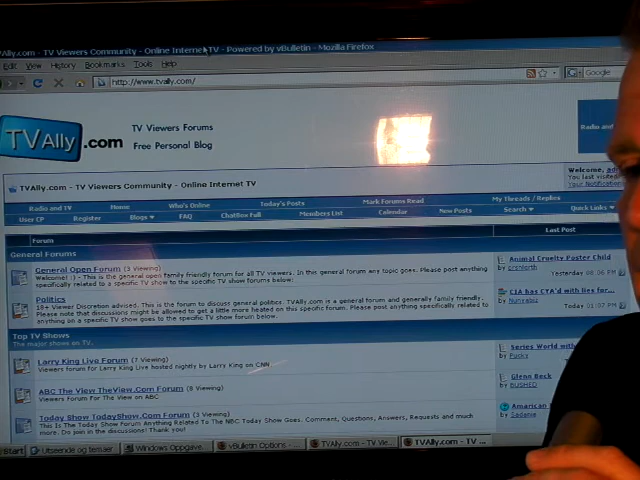 Ally.com - TV Viewers Community - Online Internet TV - Powered by vBulletin - Mozilla Firefox
Edit View History Bookmarks Tools Help
http://www.tvally.com/
Google
TVAlly.com
TV Viewers Forums
Free Personal Blog
Radio and
TVAlly.com - TV Viewers Community - Online Internet TV
Welcome,
You last visited
Your Notification
Radio and TV Home Who's Online Today's Posts Mark Forums Read My Threads / Replies
User CP Register Blogs FAQ ChatBox Full Members List Calendar New Posts Search Quick Links
Forum Last Post
General Forums
General Open Forum (3 Viewing)
Welcome! :-) This is the general open family friendly forum for all TV viewers. In this general forum any topic goes. Please post anything
specifically related to a specific TV show to the specific TV show forum below:
Animal Cruelty Poster Child
by
Yesterday 08:06 PM
Politics
18+ Viewer Discretion advised. This is the forum to discuss general politics. TVAlly.com is a general forum and generally family friendly.
Please note that discussions might be allowed to get a little more heated on this specific forum. Please post anything specifically related to
anything on a specific TV show goes to the specific TV show forum below.
CIA has CYA'd with lies for...
by Nunyabiz
Today 01:07 PM
Top TV Shows
The major shows on TV.
Larry King Live Forum (7 Viewing)
Viewers forum for Larry King Live hosted nightly by Larry King on CNN
Series World with
by Pucky
ABC The View TheView.Com Forum (8 Viewing)
Viewers Forum For The View on ABC
Glenn Beck
by BUSHED
Today Show TodayShow.Com Forum (3 Viewing)
This Is The Today Show Forum Anything Related To The NBC Today Show Goes. Comment, Questions, Answers, Requests and much
more. Do join in the discussions! Thank you!
American
by
Start Utseende og temaer Windows Oppgave... vBulletin Options - ... TVAlly.com - TV Vie... TVAlly.com - TV ...